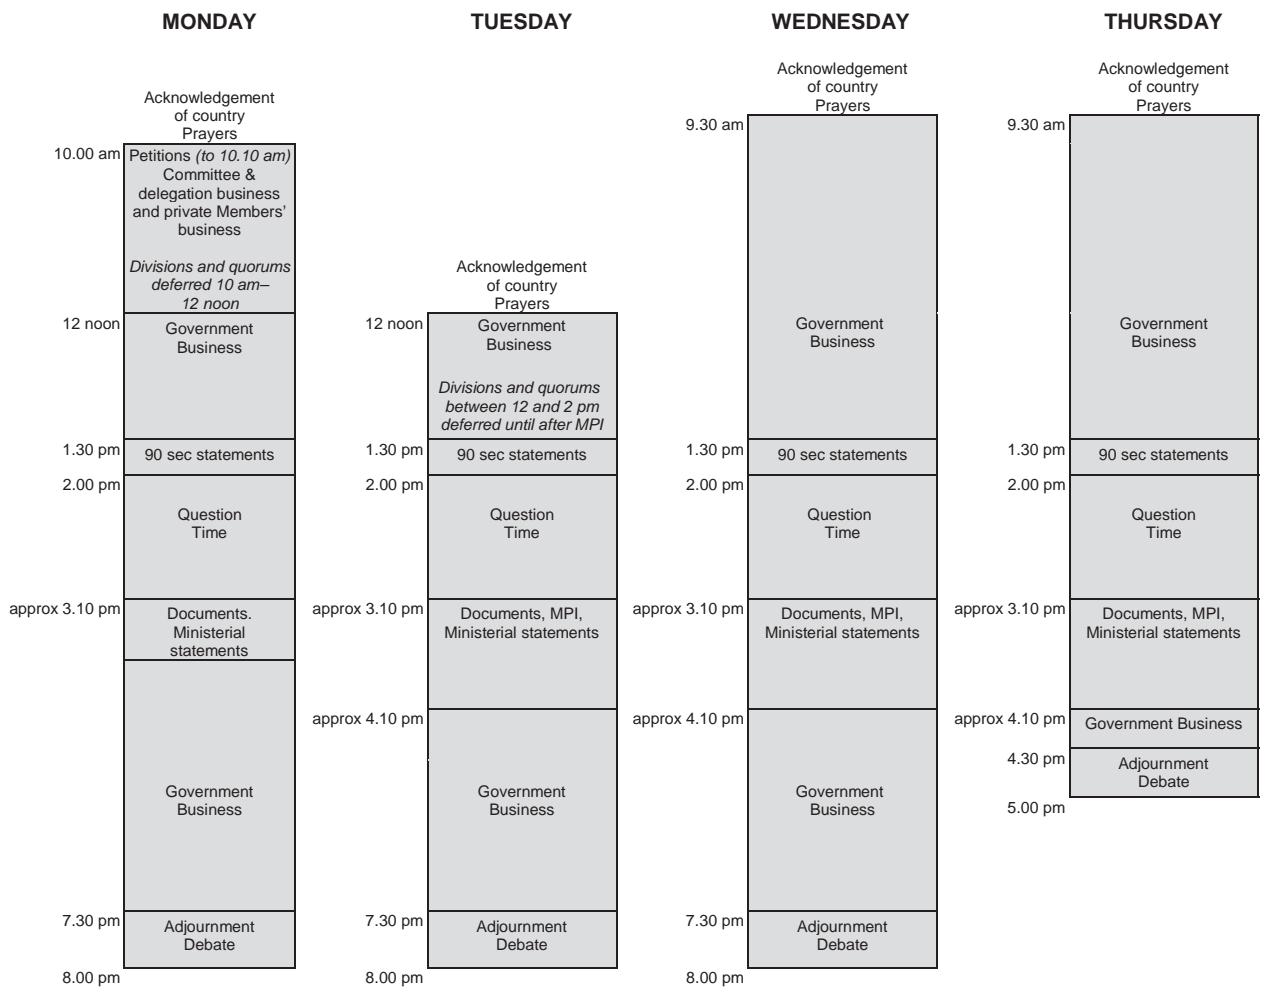 MONDAY
Acknowledgement
of country
Prayers
10.00 am
Petitions (to 10.10 am)
Committee &
delegation business
and private Members'
business
Divisions and quorums
deferred 10 am–
12 noon
12 noon
Government
Business
1.30 pm
90 sec statements
2.00 pm
Question
Time
approx 3.10 pm
Documents.
Ministerial
statements
Government
Business
7.30 pm
Adjournment
Debate
8.00 pm
TUESDAY
Acknowledgement
of country
Prayers
12 noon
Government
Business
Divisions and quorums
between 12 and 2 pm
deferred until after MPI
1.30 pm
90 sec statements
2.00 pm
Question
Time
approx 3.10 pm
Documents, MPI,
Ministerial statements
approx 4.10 pm
Government
Business
7.30 pm
Adjournment
Debate
8.00 pm
WEDNESDAY
Acknowledgement
of country
Prayers
9.30 am
Government
Business
1.30 pm
90 sec statements
2.00 pm
Question
Time
approx 3.10 pm
Documents, MPI,
Ministerial statements
approx 4.10 pm
Government
Business
7.30 pm
Adjournment
Debate
8.00 pm
THURSDAY
Acknowledgement
of country
Prayers
9.30 am
Government
Business
1.30 pm
90 sec statements
2.00 pm
Question
Time
approx 3.10 pm
Documents, MPI,
Ministerial statements
approx 4.10 pm
Government Business
4.30 pm
Adjournment
Debate
5.00 pm